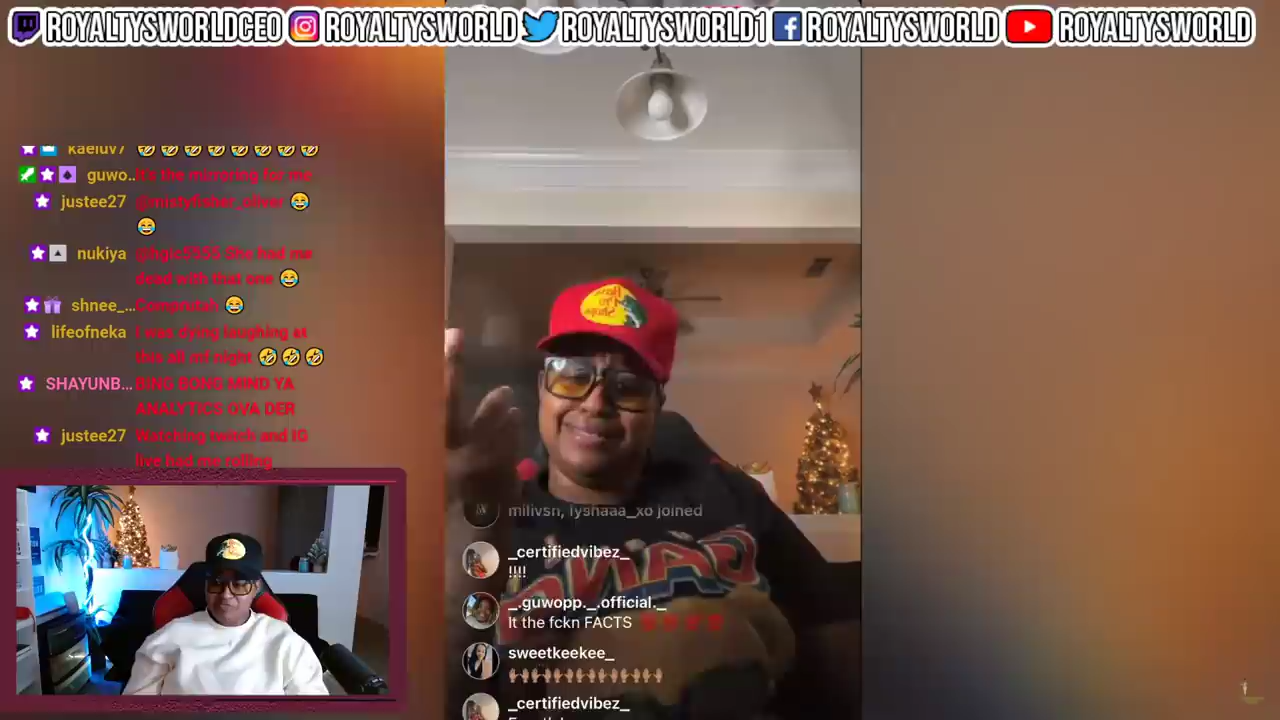 ROYALTYSWORLDCEO ROYALTYSWORLD ROYALTYSWORLD1 ROYALTYSWORLD ROYALTYSWORLD
kaeluv7 🤣 🤣 🤣 🤣 🤣 🤣 🤣 🤣
guwo.. It's the mirroring for me
justee27 @mistyfisher_oliver 😂
😂
nukiya @hgic5555 She had me
dead with that one 😂
shnee_... Computah 😂
lifeofneka I was dying laughing at
this all mf night 🤣 🤣 🤣
SHAYUNB... BING BONG MIND YA
ANALYTICS OVA DER
justee27 Watching twitch and IG
live had me rolling
milivsn, lyshaaa_xo joined
_certifiedvibez_
!!!!
_.guwopp._.official._
It the fckn FACTS
sweetkeekee_
_certifiedvibez_